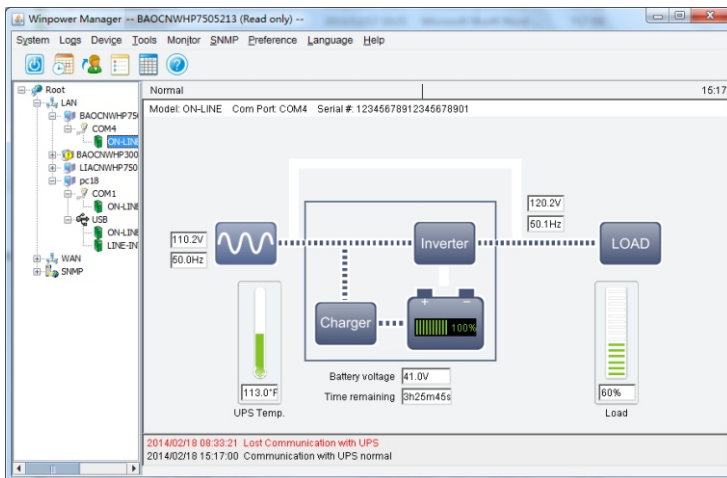 Winpower Manager -- BAOCNWHP7505213 (Read only) --
System Logs Device Tools Monitor SNMP Preference Language Help
Root
LAN
BAOCNWHP75
COM4
ON-LINE
BAOCNWHP300
LIACNWHP750
pc18
COM1
ON-LINE
USB
ON-LINE
LINE-IN
WAN
SNMP
Normal
15:17
Model: ON-LINE Com Port: COM4 Serial #: 12345678912345678901
110.2V
50.0Hz
120.2V
50.1Hz
Inverter
LOAD
Charger
+ −
100%
Battery voltage 41.0V
Time remaining 3h25m45s
113.0°F
UPS Temp.
60%
Load
2014/02/18 08:33:21 Lost Communication with UPS
2014/02/18 15:17:00 Communication with UPS normal